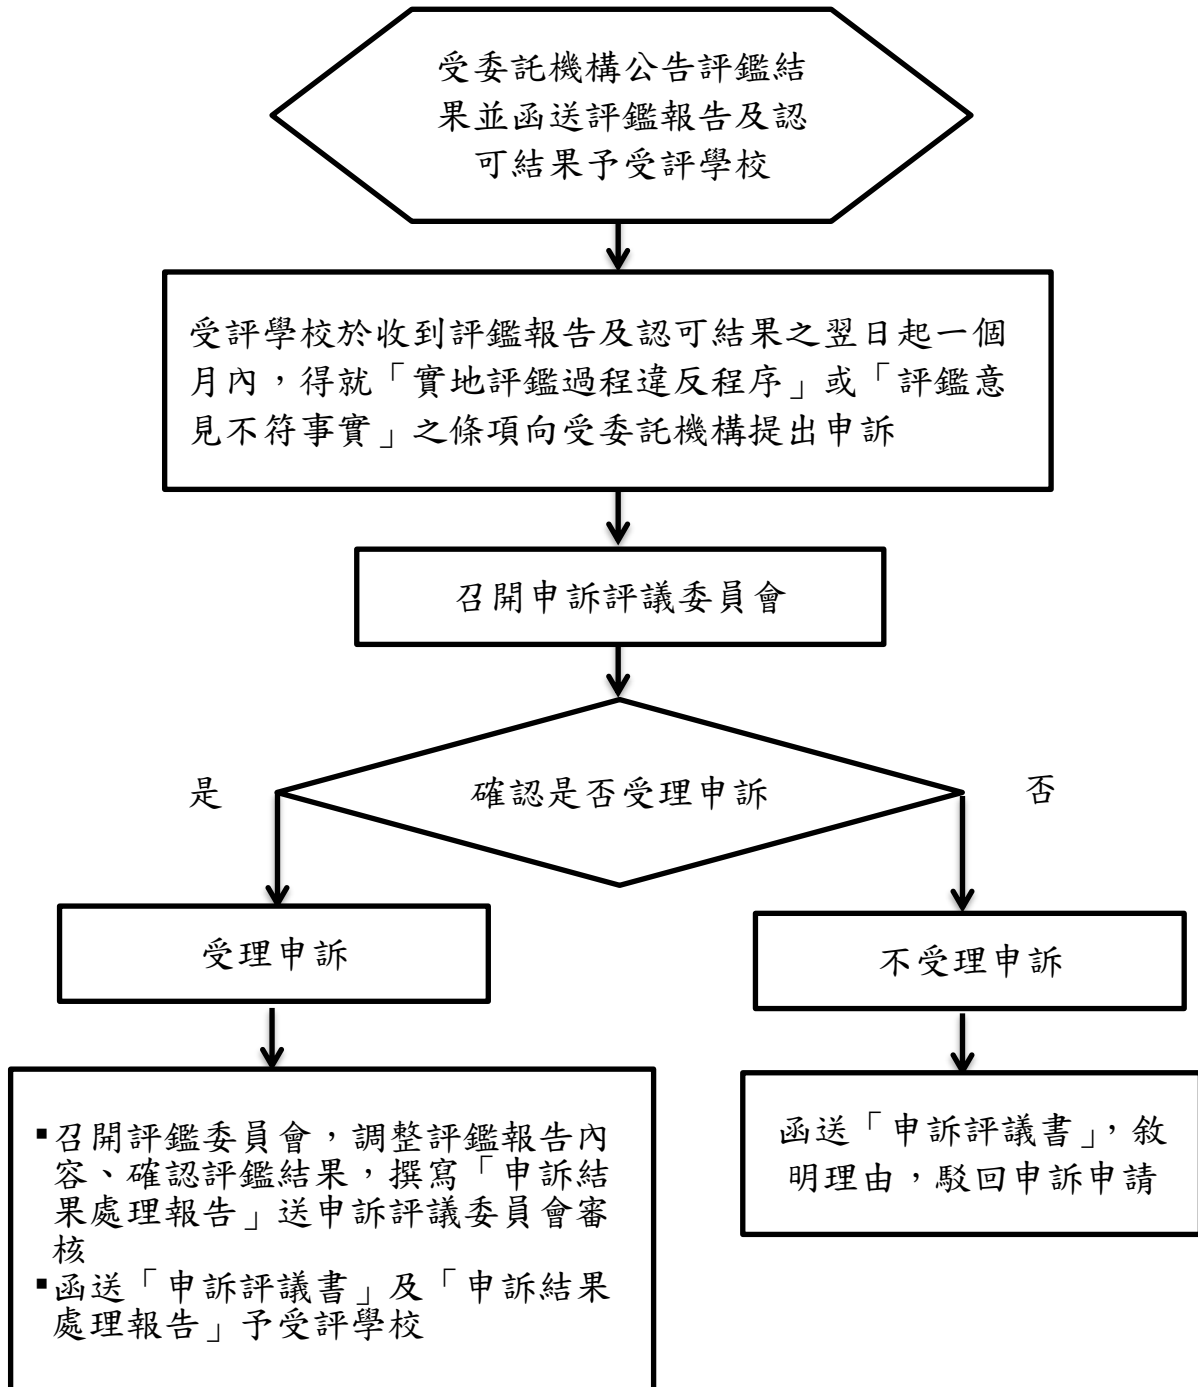 受委託機構公告評鑑結
果並函送評鑑報告及認
可結果予受評學校
受評學校於收到評鑑報告及認可結果之翌日起一個
月內，得就「實地評鑑過程違反程序」或「評鑑意
見不符事實」之條項向受委託機構提出申訴
召開申訴評議委員會
是
確認是否受理申訴
否
受理申訴
不受理申訴
▪召開評鑑委員會，調整評鑑報告內
容、確認評鑑結果，撰寫「申訴結
果處理報告」送申訴評議委員會審
核
▪函送「申訴評議書」及「申訴結果
處理報告」予受評學校
函送「申訴評議書」，敘
明理由，駁回申訴申請